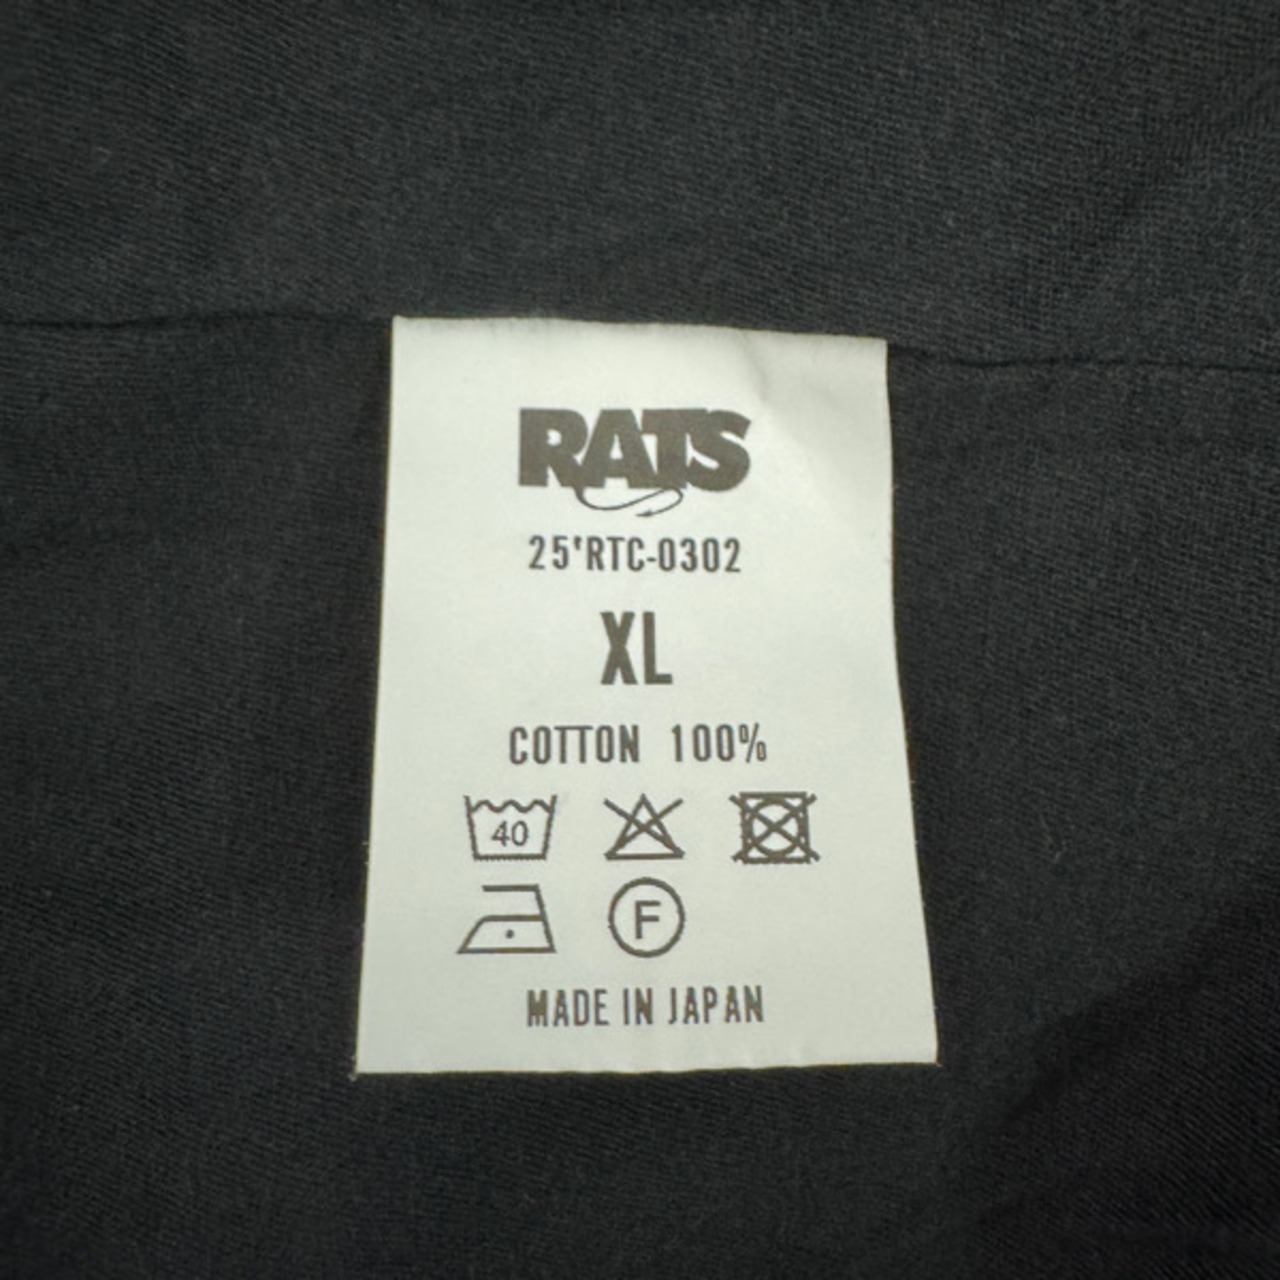 RATS
25'RTC-0302
XL
COTTON 100%
40
F
MADE IN JAPAN